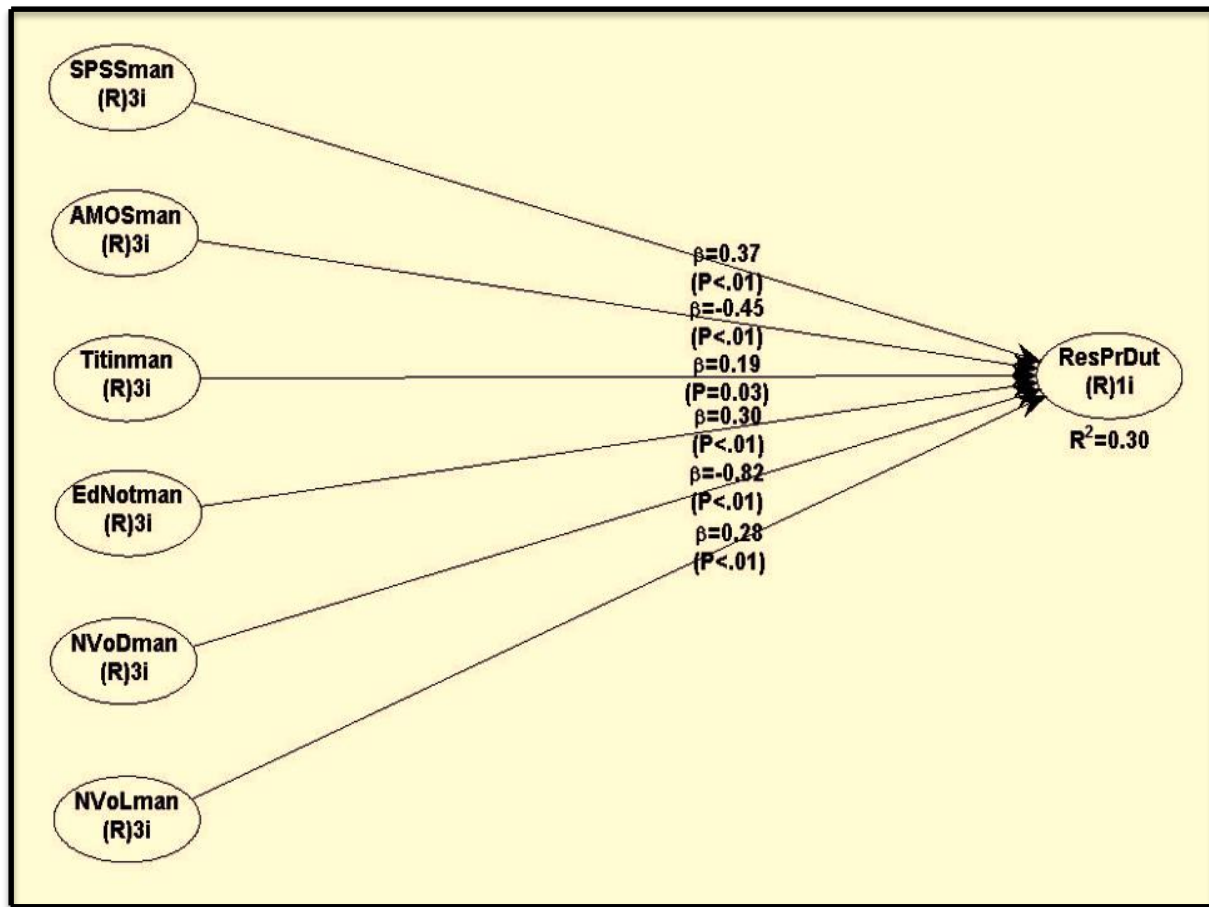 SPSSman
(R)3i
AMOSman
(R)3i
Titinman
(R)3i
EdNotman
(R)3i
NVoDman
(R)3i
NVoLman
(R)3i
β=0.37
(P<.01)
β=-0.45
(P<.01)
β=0.19
(P=0.03)
β=0.30
(P<.01)
β=-0.82
(P<.01)
β=0.28
(P<.01)
ResPrDut
(R)1i
R²=0.30